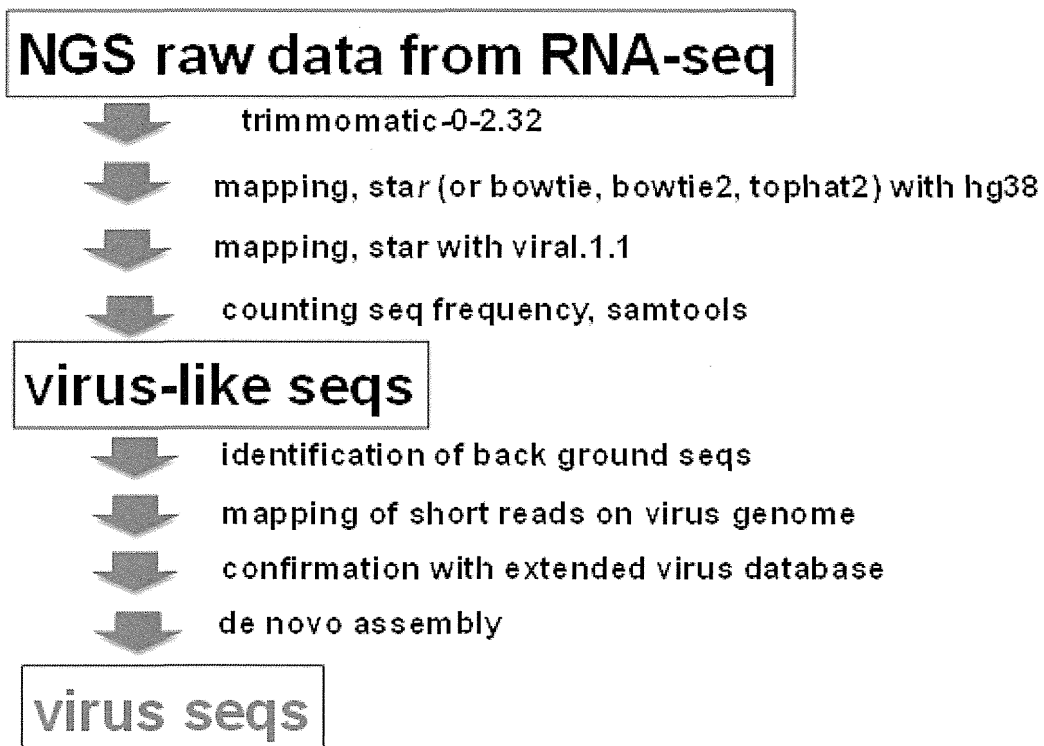 NGS raw data from RNA-seq
trimmomatic-0-2.32
mapping, star (or bowtie, bowtie2, tophat2) with hg38
mapping, star with viral.1.1
counting seq frequency, samtools
virus-like seqs
identification of back ground seqs
mapping of short reads on virus genome
confirmation with extended virus database
de novo assembly
virus seqs